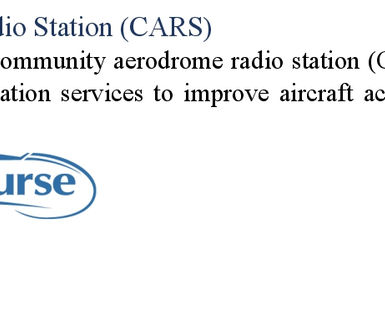 dio Station (CARS)
ommunity aerodrome radio station (C
ation services to improve aircraft ac
urse